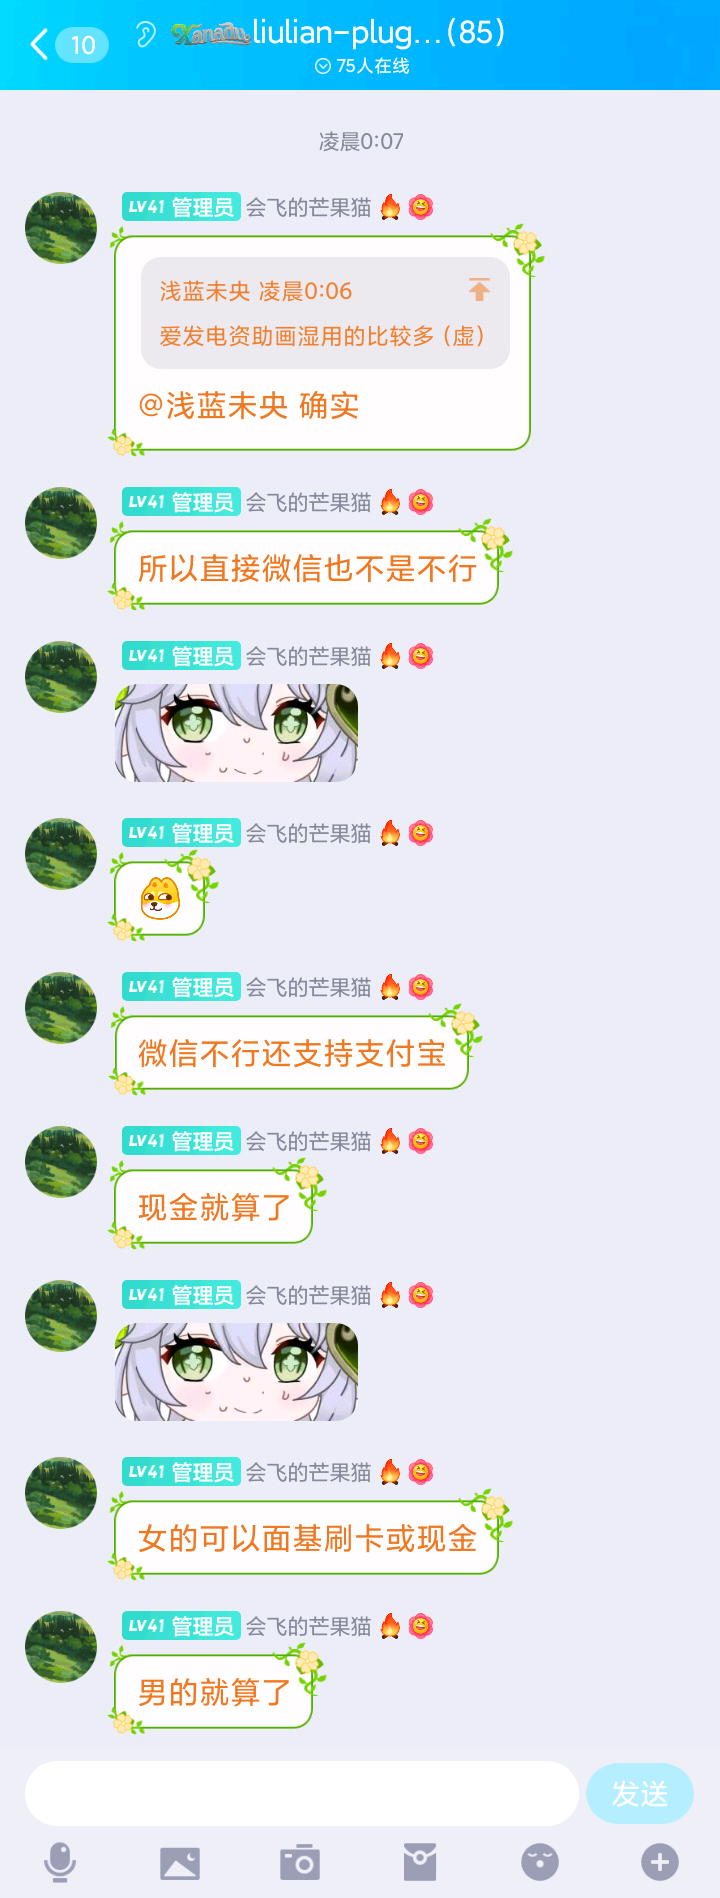 10
Xanadu liulian-plug...(85)
75人在线
凌晨0:07
LV41 管理员 会飞的芒果猫
浅蓝未央 凌晨0:06
爱发电资助画湿用的比较多（虚）
@浅蓝未央 确实
LV41 管理员 会飞的芒果猫
所以直接微信也不是不行
LV41 管理员 会飞的芒果猫
LV41 管理员 会飞的芒果猫
LV41 管理员 会飞的芒果猫
微信不行还支持支付宝
LV41 管理员 会飞的芒果猫
现金就算了
LV41 管理员 会飞的芒果猫
LV41 管理员 会飞的芒果猫
女的可以面基刷卡或现金
LV41 管理员 会飞的芒果猫
男的就算了
发送